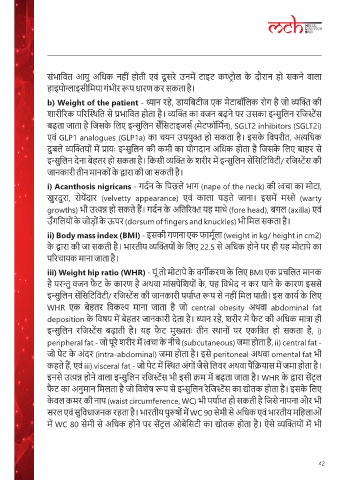 mch
संभावित आयु अधिक नहीं होती एवं दूसरे उनमें टाइट कण्ट्रोल के दौरान हो सकने वाला
हाइपोग्लाइसीमिया गंभीर रूप धारण कर सकता है।
b) Weight of the patient - ध्यान रहे, डायबिटीज एक मेटाबॉलिक रोग है जो व्यक्ति की
शारीरिक परिस्थिति से प्रभावित होता है। व्यक्ति का वजन बढ़ने पर उसका इन्सुलिन रजिस्टेंस
बढ़ता जाता है जिसके लिए इन्सुलिन सेंसिटाइजर्स (मेटफॉर्मिन), SGLT2 inhibitors (SGLT2i)
एवं GLP1 analogues (GLP1a) का चयन उपयुक्त हो सकता है। इसके विपरीत, अत्यधिक
दुबले व्यक्तियों में प्रायः इन्सुलिन की कमी का योगदान अधिक होता है जिसके लिए बाहर से
इन्सुलिन देना बेहतर हो सकता है। किसी व्यक्ति के शरीर में इन्सुलिन सेंसिटिविटी/ रजिस्टेंस की
जानकारी तीन मानकों के द्वारा की जा सकती है।
i) Acanthosis nigricans - गर्दन के पिछले भाग (nape of the neck) की त्वचा का मोटा,
खुरदुरा, रोयेंदार (velvetty appearance) एवं काला पड़ते जाना। इसमें मस्से (warty
growths) भी उत्पन्न हो सकते हैं। गर्दन के अतिरिक्त यह माथे (fore head), बगल (axilla) एवं
उँगलियों के जोड़ों के ऊपर (dorsum of fingers and knuckles) भी मिल सकता है।
ii) Body mass index (BMI) - इसकी गणना एक फार्मूला (weight in kg/ height in cm2)
के द्वारा की जा सकती है। भारतीय व्यक्तियों के लिए 22.5 से अधिक होने पर ही यह मोटापे का
परिचायक माना जाता है।
iii) Weight hip ratio (WHR) - यूं तो मोटापे के वर्गीकरण के लिए BMI एक प्रचलित मानक
है परन्तु वजन फैट के कारण है अथवा मांसपेशियों के, यह विभेद न कर पाने के कारण इससे
इन्सुलिन सेंसिटिविटी/ रजिस्टेंस की जानकारी पर्याप्त रूप से नहीं मिल पाती। इस कार्य के लिए
WHR एक बेहतर विकल्प माना जाता है जो central obesity अथवा abdominal fat
deposition के विषय में बेहतर जानकारी देता है। ध्यान रहे, शरीर में फैट की अधिक मात्रा ही
इन्सुलिन रजिस्टेंस बढ़ाती है। यह फैट मुख्यतः तीन स्थानों पर एकत्रित हो सकता है, i)
peripheral fat - जो पूरे शरीर में त्वचा के नीचे (subcutaneous) जमा होता है, ii) central fat -
जो पेट के अंदर (intra-abdominal) जमा होता है। इसे peritoneal अथवा omental fat भी
कहते हैं, एवं iii) visceral fat - जो पेट में स्थित अंगों जैसे लिवर अथवा पैंक्रियास में जमा होता है।
इनसे उत्पन्न होने वाला इन्सुलिन रजिस्टेंस भी इसी क्रम में बढ़ता जाता है। WHR के द्वारा सेंट्रल
फैट का अनुमान मिलता है जो विशेष रूप से इन्सुलिन रेजिस्टेंस का द्योतक होता है। इसके लिए
केवल कमर की नाप (waist circumference, WC) भी पर्याप्त हो सकती है जिसे नापना और भी
सरल एवं सुविधाजनक रहता है। भारतीय पुरुषों में WC 90 सेमी से अधिक एवं भारतीय महिलाओं
में WC 80 सेमी से अधिक होने पर सेंट्रल ओबेसिटी का द्योतक होता है। ऐसे व्यक्तियों में भी
42